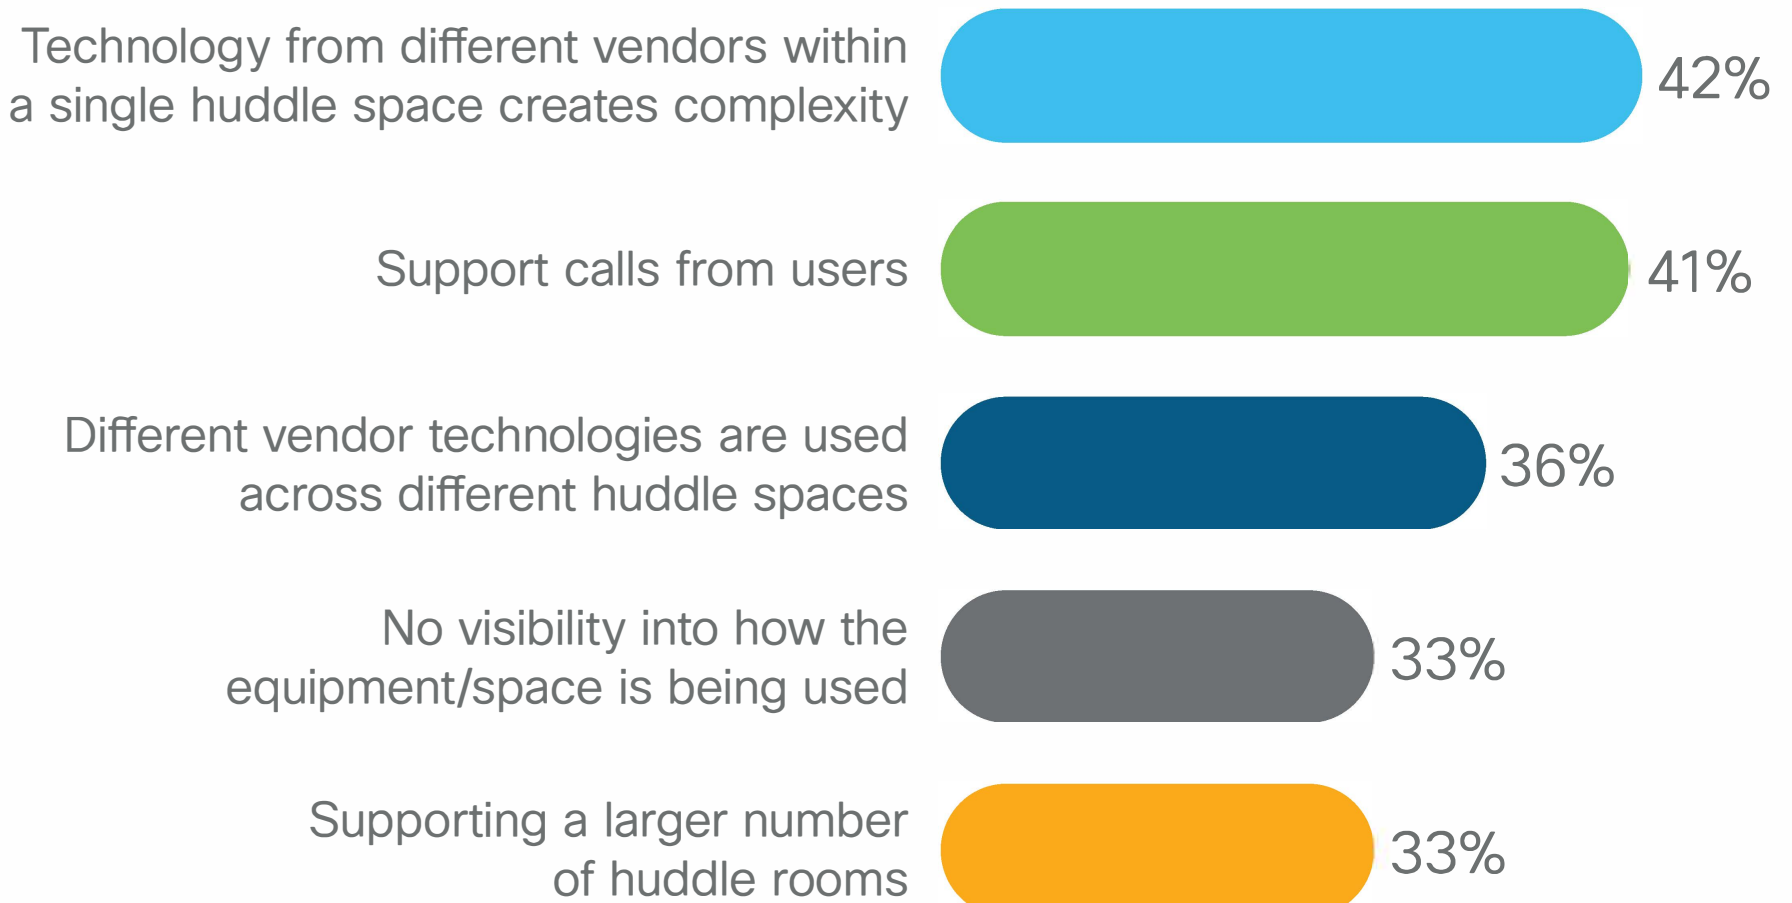 Technology from different vendors within
a single huddle space creates complexity
42%
Support calls from users
41%
Different vendor technologies are used
across different huddle spaces
36%
No visibility into how the
equipment/space is being used
33%
Supporting a larger number
of huddle rooms
33%